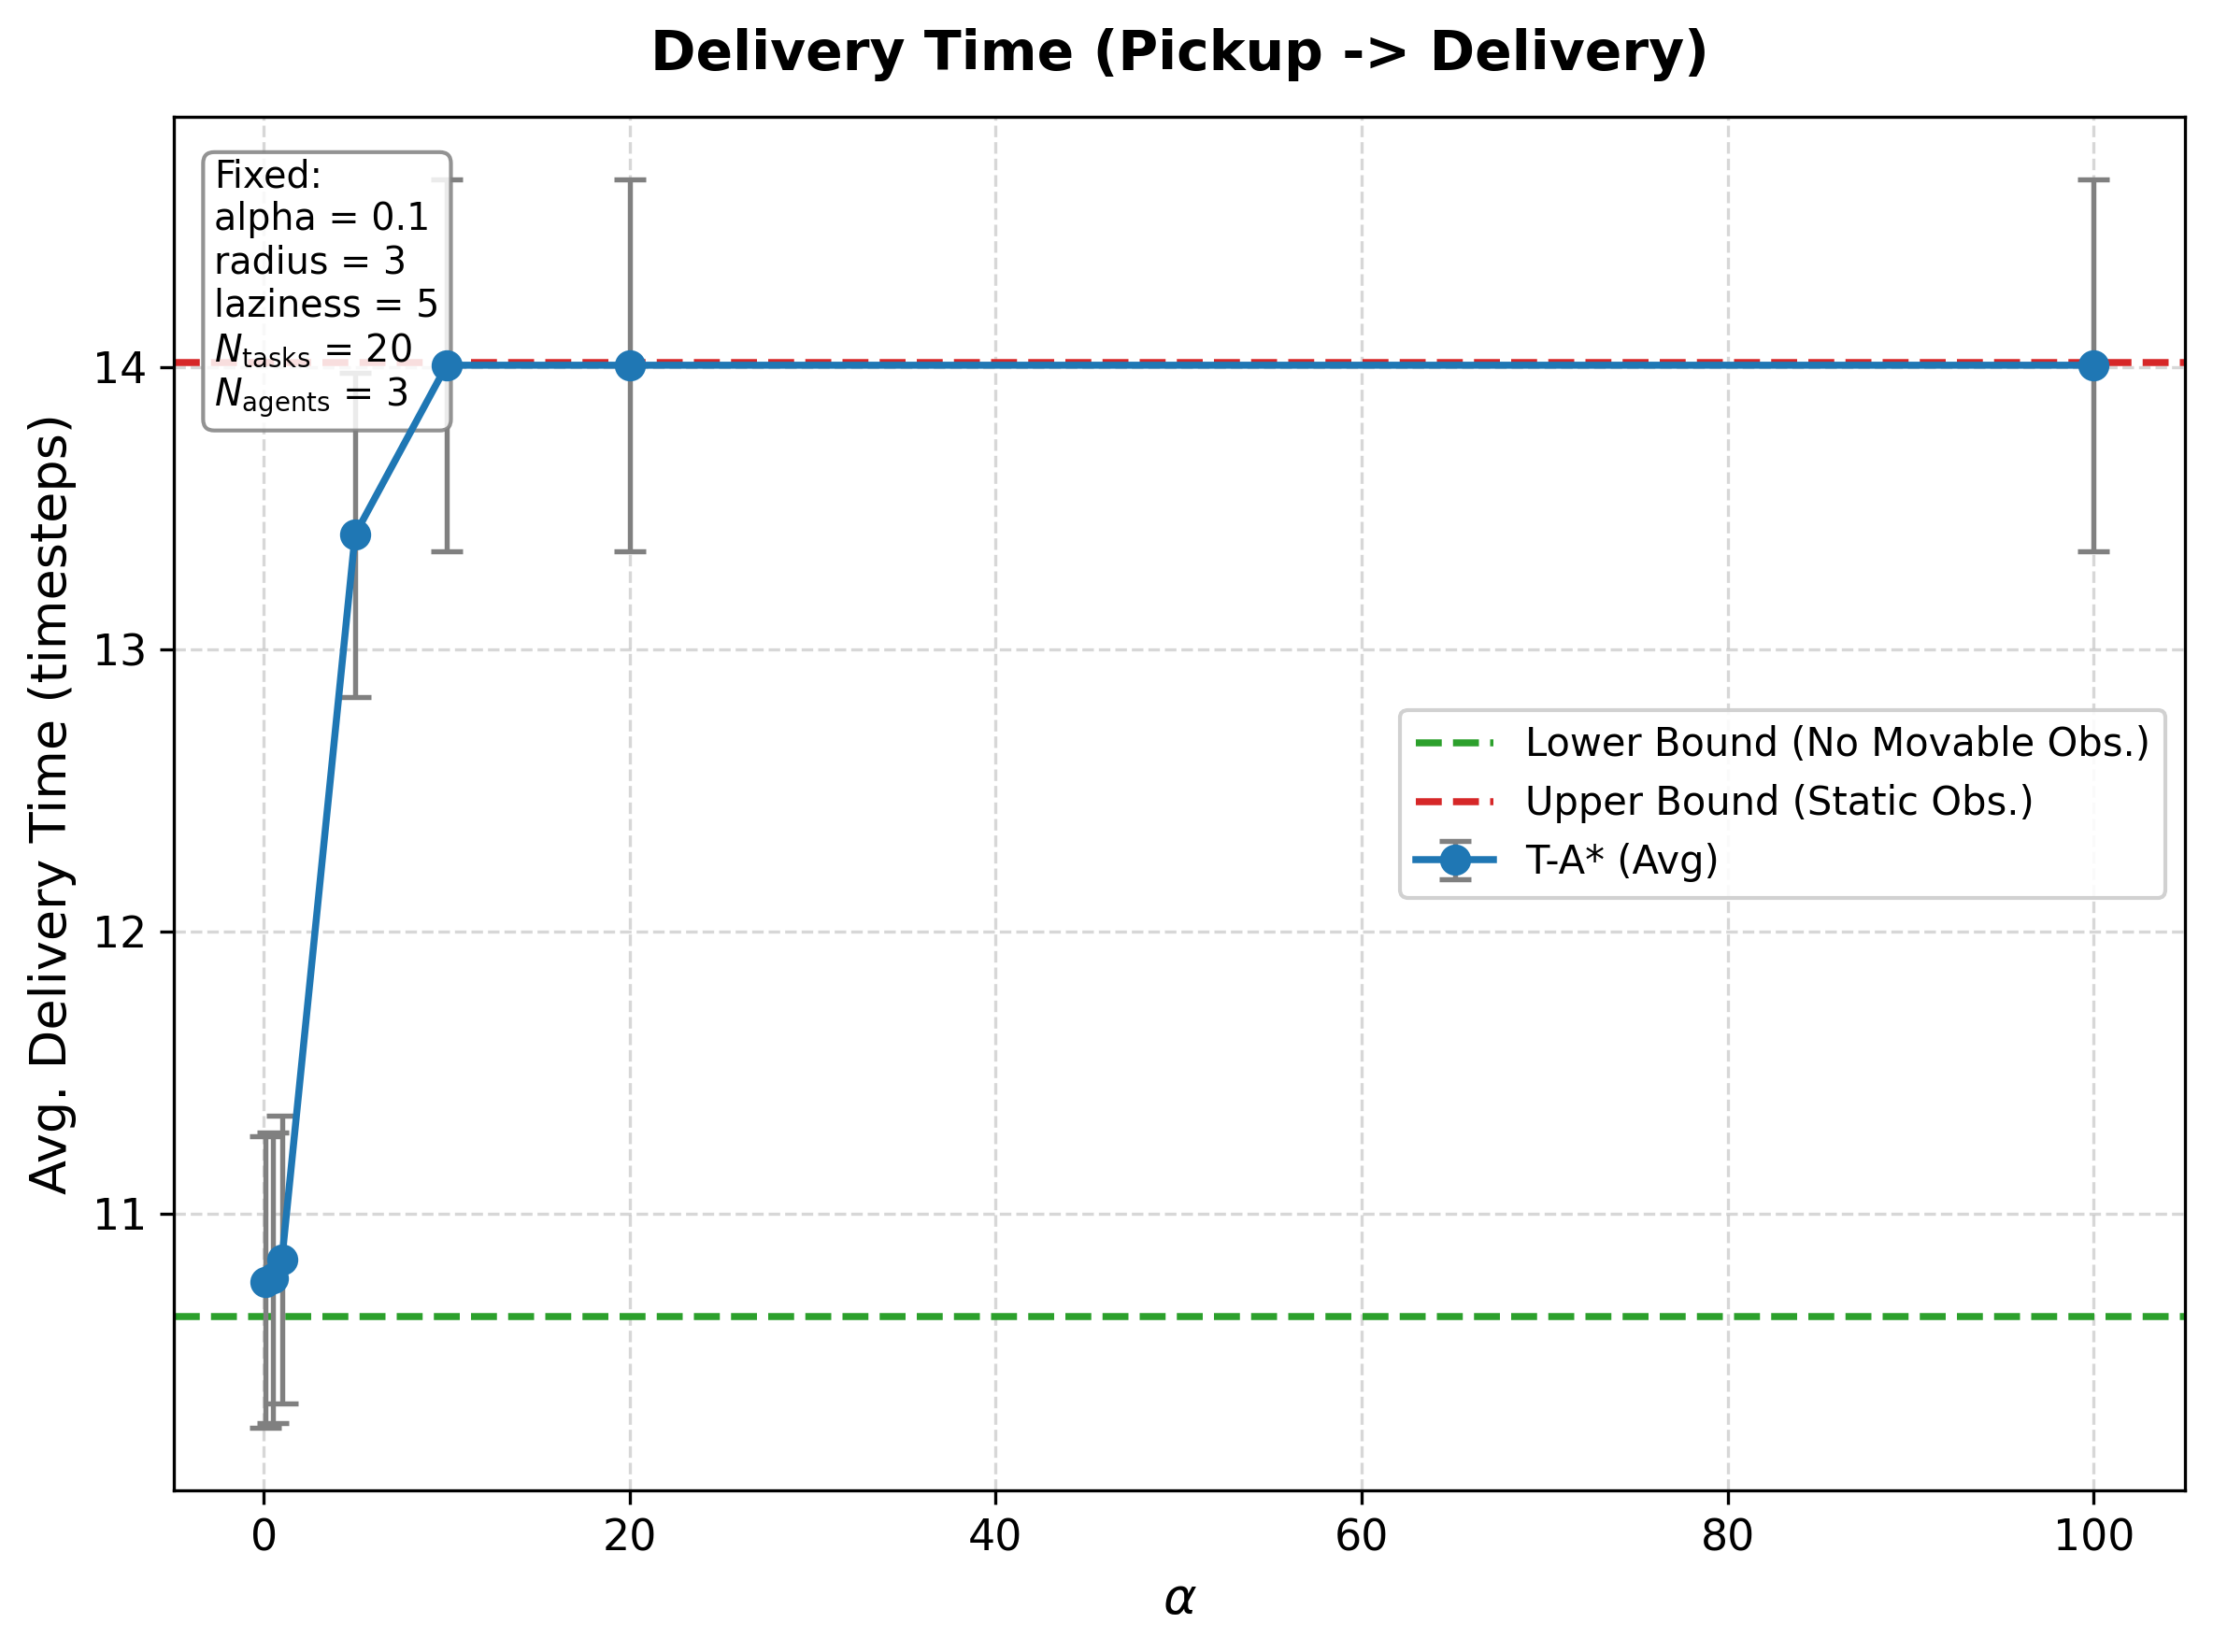 Delivery Time (Pickup -> Delivery)
Fixed:
alpha = 0.1
radius = 3
laziness = 5
N_tasks = 20
N_agents = 3
Avg. Delivery Time (timesteps)
14
13
12
11
Lower Bound (No Movable Obs.)
Upper Bound (Static Obs.)
T-A* (Avg)
0 20 40 60 80 100
α